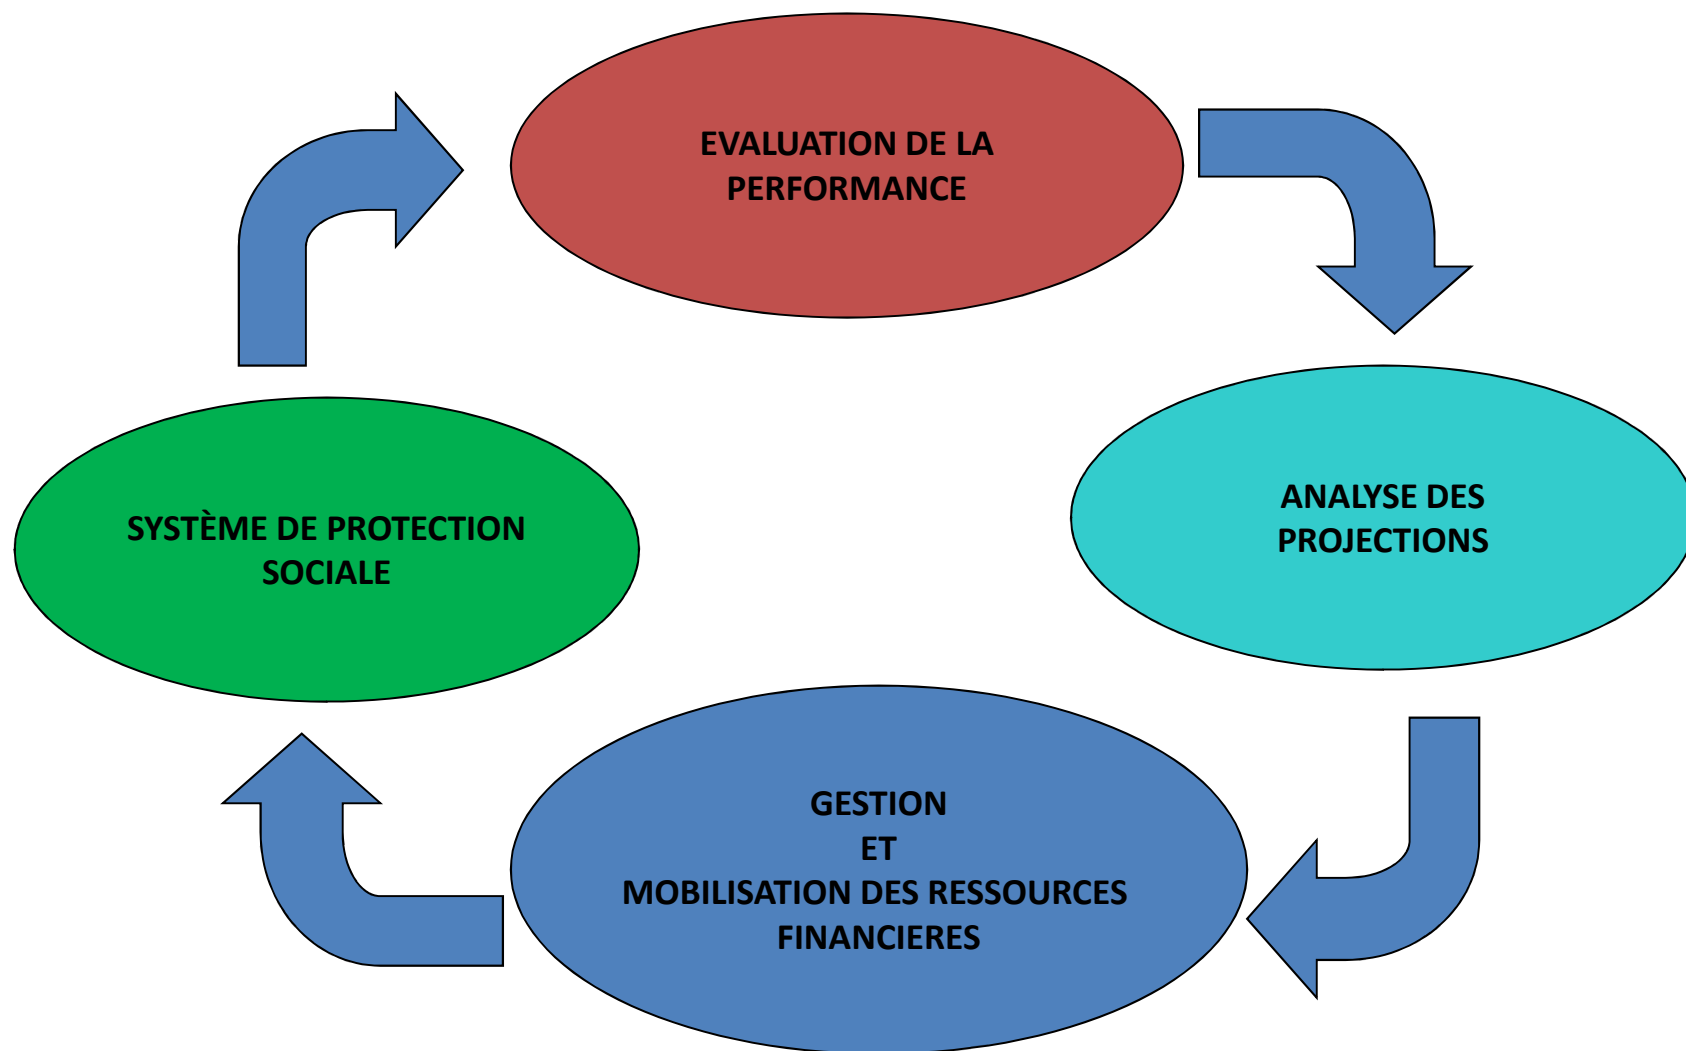 EVALUATION DE LA
PERFORMANCE
ANALYSE DES
PROJECTIONS
SYSTÈME DE PROTECTION
SOCIALE
GESTION
ET
MOBILISATION DES RESSOURCES
FINANCIERES